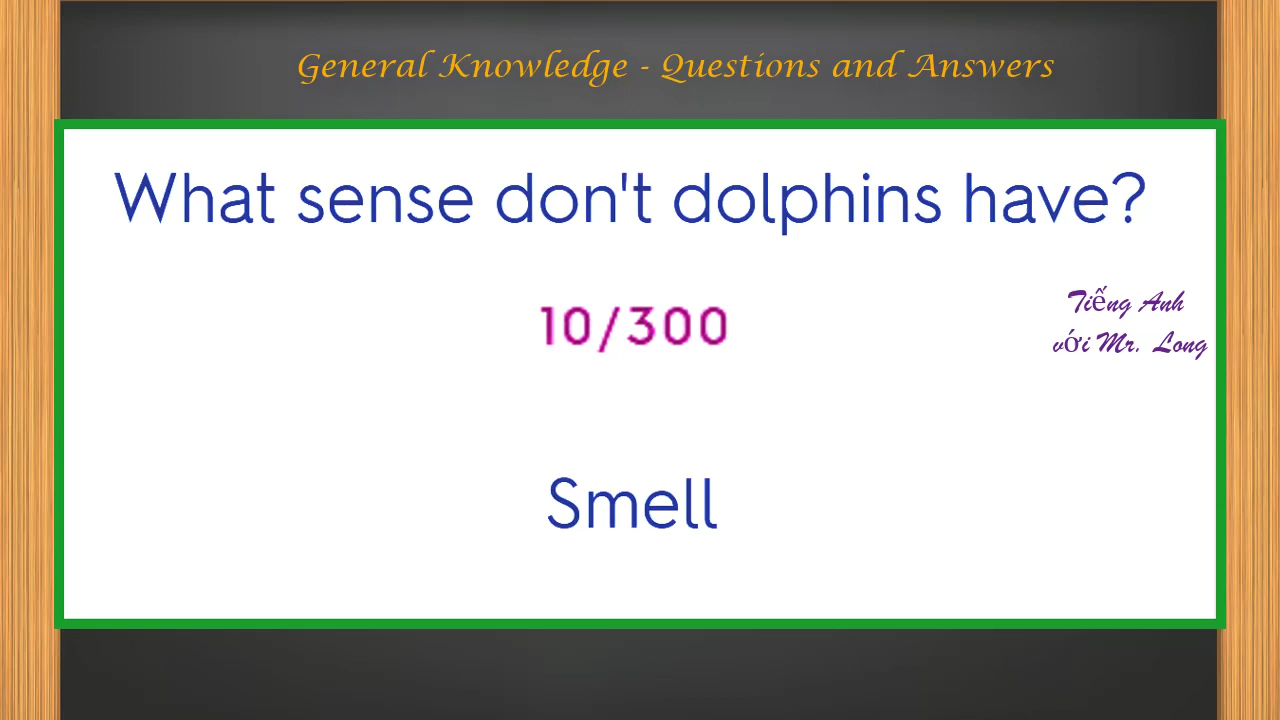 General Knowledge - Questions and Answers
What sense don't dolphins have?
10/300
Tiếng Anh
với Mr. Long
Smell